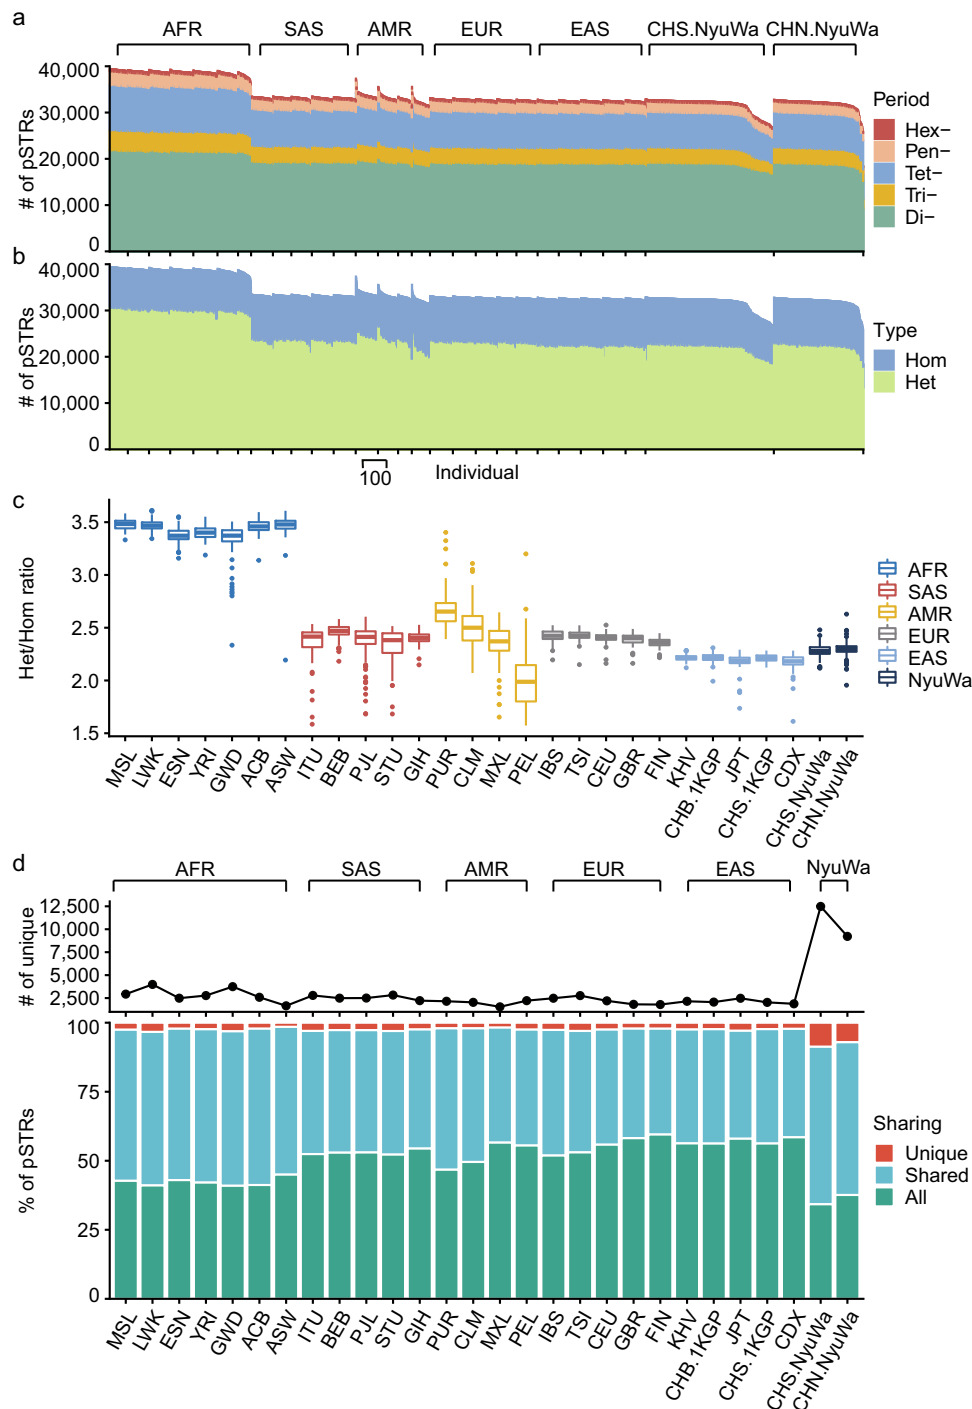 a
AFR SAS AMR EUR EAS CHS.NyuWa CHN.NyuWa
40,000
30,000
20,000
10,000
0
# of pSTRs
Period
Hex−
Pen−
Tet−
Tri−
Di−
b
40,000
30,000
20,000
10,000
0
# of pSTRs
Type
Hom
Het
100
Individual
c
3.5
3.0
2.5
2.0
1.5
Het/Hom ratio
AFR
SAS
AMR
EUR
EAS
NyuWa
MSL LWK ESN YRI GWD ACB ASW ITU BEB PJL STU GIH PUR CLM MXL PEL IBS TSI CEU GBR FIN KHV CHB.1KGP JPT CHS.1KGP CDX CHS.NyuWa CHN.NyuWa
d
AFR SAS AMR EUR EAS NyuWa
12,500
10,000
7,500
5,000
2,500
# of unique
100
75
50
25
0
% of pSTRs
Sharing
Unique
Shared
All
MSL LWK ESN YRI GWD ACB ASW ITU BEB PJL STU GIH PUR CLM MXL PEL IBS TSI CEU GBR FIN KHV CHB.1KGP JPT CHS.1KGP CDX CHS.NyuWa CHN.NyuWa